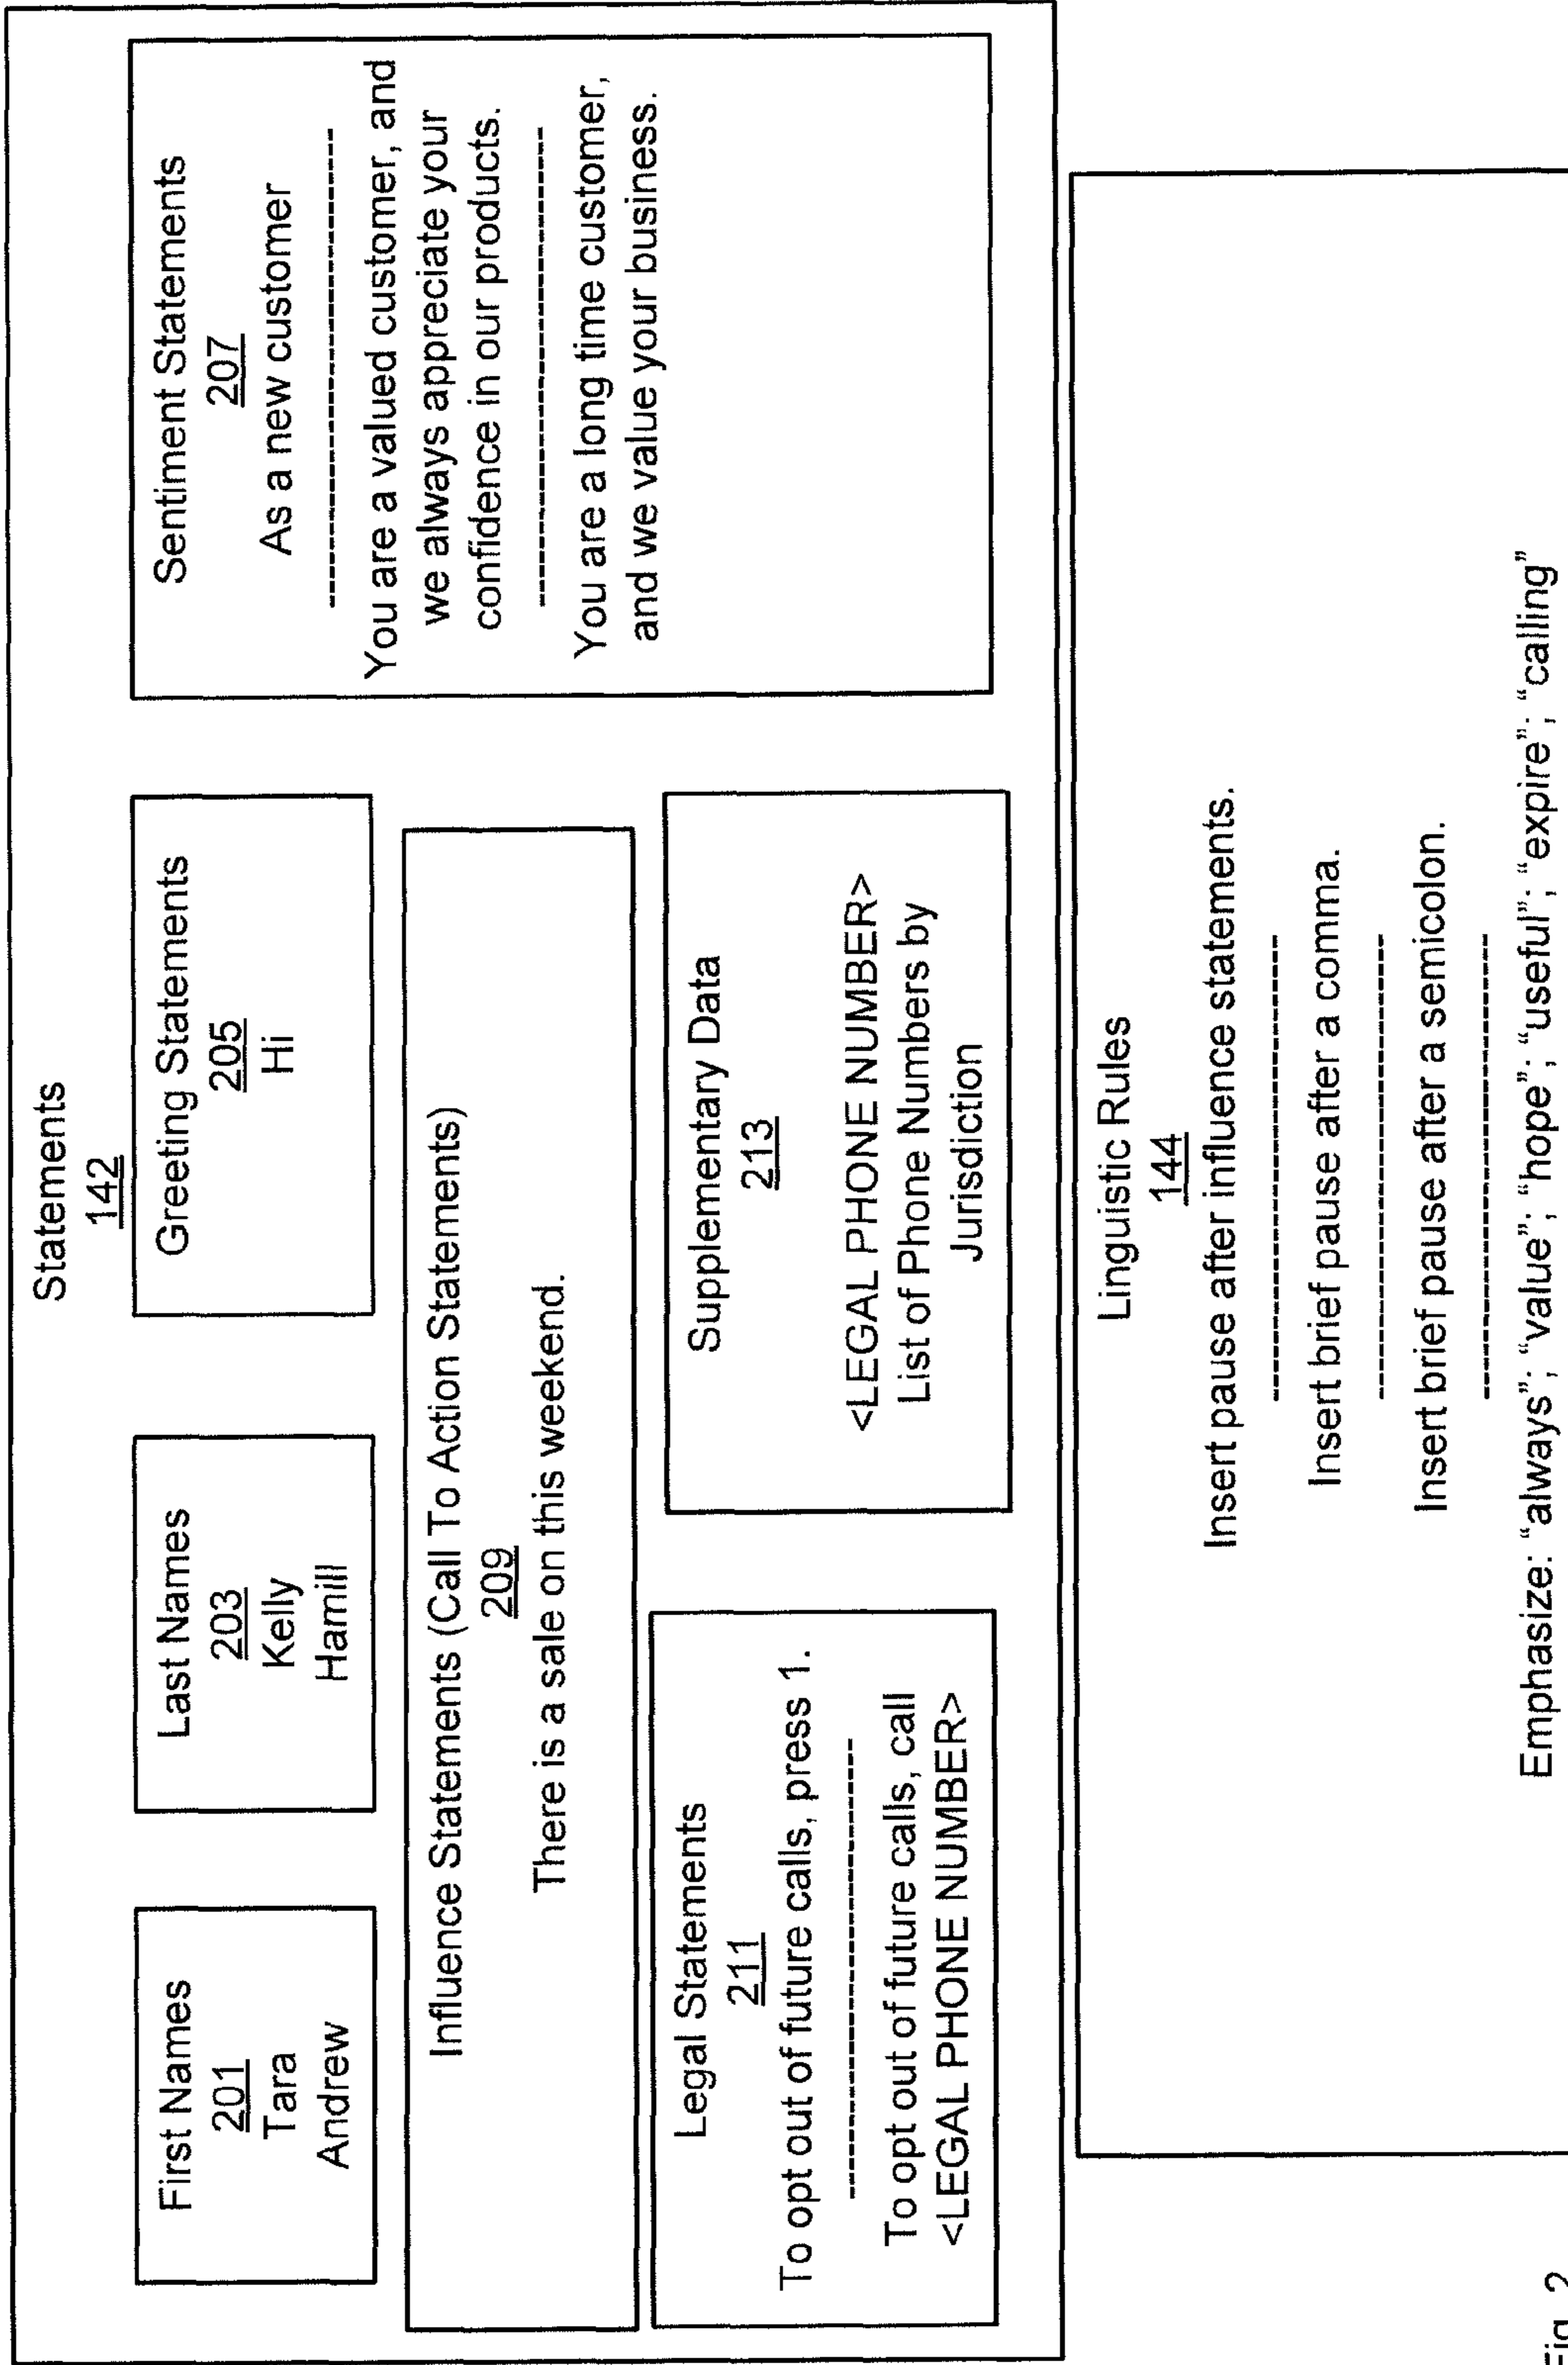 Statements
142
First Names
201
Tara
Andrew
Last Names
203
Kelly
Hamill
Greeting Statements
205
Hi
Sentiment Statements
207
As a new customer
You are a valued customer, and
we always appreciate your
confidence in our products.
You are a long time customer,
and we value your business.
Influence Statements (Call To Action Statements)
209
There is a sale on this weekend.
Legal Statements
211
To opt out of future calls, press 1.
To opt out of future calls, call
<LEGAL PHONE NUMBER>
Supplementary Data
213
<LEGAL PHONE NUMBER>
List of Phone Numbers by
Jurisdiction
Linguistic Rules
144
Insert pause after influence statements.
Insert brief pause after a comma.
Insert brief pause after a semicolon.
Emphasize: “always”; “value”; “hope”; “useful”; “expire”; “calling”
Fig. 2